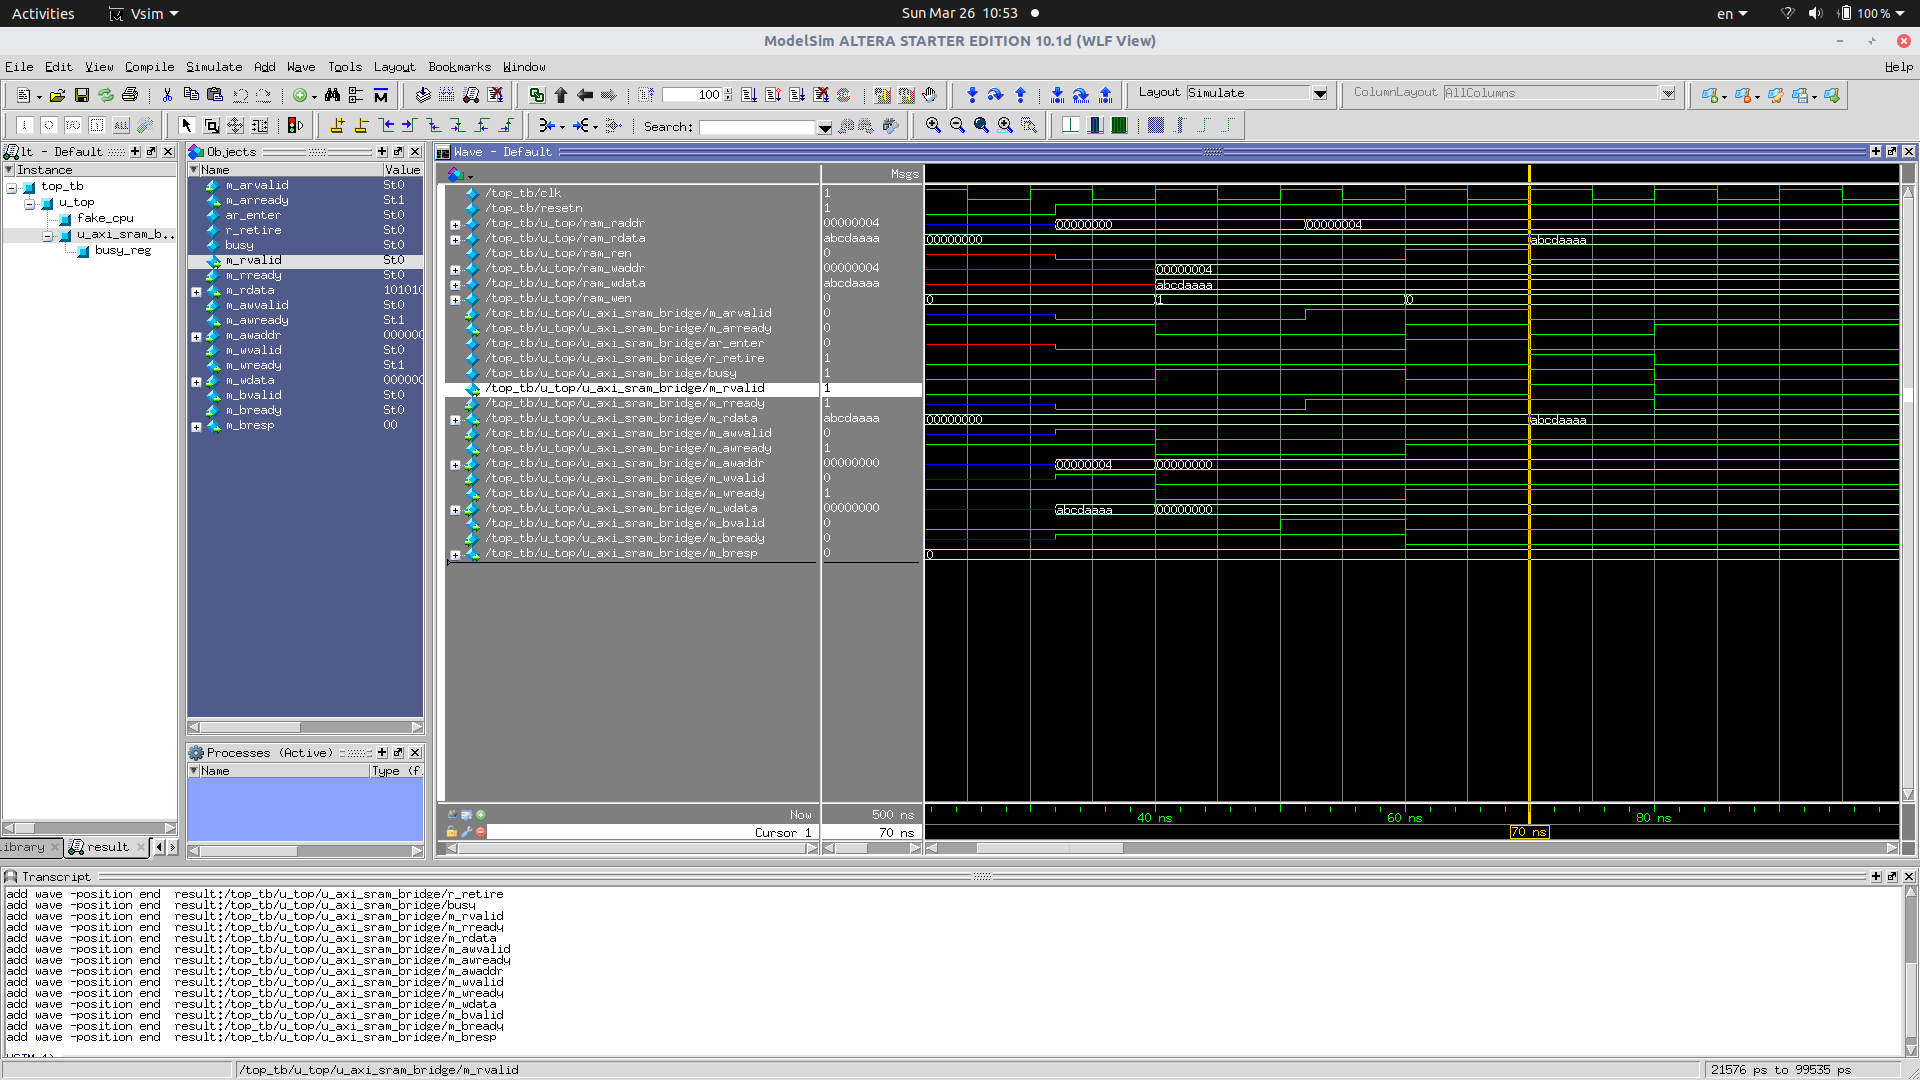 Activities
Vsim
Sun Mar 26 10:53
en
100 %
ModelSim ALTERA STARTER EDITION 10.1d (WLF View)
File Edit View Compile Simulate Add Wave Tools Layout Bookmarks Window
Help
100
Layout Simulate
ColumnLayout AllColumns
Search:
lt - Default
Instance
top_tb
u_top
fake_cpu
u_axi_sram_b..
busy_reg
library
result
Objects
Name Value
m_arvalid St0
m_arready St1
ar_enter St0
r_retire St0
busy St0
m_rvalid St0
m_rready St0
m_rdata 101010
m_awvalid St0
m_awready St1
m_awaddr 000000
m_wvalid St0
m_wready St1
m_wdata 000000
m_bvalid St0
m_bready St0
m_bresp 00
Processes (Active)
Name Type (f.
Wave - Default
Msgs
/top_tb/clk 1
/top_tb/resetn 1
/top_tb/u_top/ram_raddr 00000004 00000000 00000004
/top_tb/u_top/ram_rdata abcdaaaa 00000000 abcdaaaa
/top_tb/u_top/ram_ren 0
/top_tb/u_top/ram_waddr 00000004 00000004
/top_tb/u_top/ram_wdata abcdaaaa abcdaaaa
/top_tb/u_top/ram_wen 0 0 1 0
/top_tb/u_top/u_axi_sram_bridge/m_arvalid 0
/top_tb/u_top/u_axi_sram_bridge/m_arready 0
/top_tb/u_top/u_axi_sram_bridge/ar_enter 0
/top_tb/u_top/u_axi_sram_bridge/r_retire 1
/top_tb/u_top/u_axi_sram_bridge/busy 1
/top_tb/u_top/u_axi_sram_bridge/m_rvalid 1
/top_tb/u_top/u_axi_sram_bridge/m_rready 1
/top_tb/u_top/u_axi_sram_bridge/m_rdata abcdaaaa 00000000 abcdaaaa
/top_tb/u_top/u_axi_sram_bridge/m_awvalid 0
/top_tb/u_top/u_axi_sram_bridge/m_awready 1
/top_tb/u_top/u_axi_sram_bridge/m_awaddr 00000000 00000004 00000000
/top_tb/u_top/u_axi_sram_bridge/m_wvalid 0
/top_tb/u_top/u_axi_sram_bridge/m_wready 1
/top_tb/u_top/u_axi_sram_bridge/m_wdata 00000000 abcdaaaa 00000000
/top_tb/u_top/u_axi_sram_bridge/m_bvalid 0
/top_tb/u_top/u_axi_sram_bridge/m_bready 0
/top_tb/u_top/u_axi_sram_bridge/m_bresp 0 0
Now 500 ns
40 ns 60 ns 80 ns
Cursor 1 70 ns 70 ns
Transcript
add wave -position end result:/top_tb/u_top/u_axi_sram_bridge/r_retire
add wave -position end result:/top_tb/u_top/u_axi_sram_bridge/busy
add wave -position end result:/top_tb/u_top/u_axi_sram_bridge/m_rvalid
add wave -position end result:/top_tb/u_top/u_axi_sram_bridge/m_rready
add wave -position end result:/top_tb/u_top/u_axi_sram_bridge/m_rdata
add wave -position end result:/top_tb/u_top/u_axi_sram_bridge/m_awvalid
add wave -position end result:/top_tb/u_top/u_axi_sram_bridge/m_awready
add wave -position end result:/top_tb/u_top/u_axi_sram_bridge/m_awaddr
add wave -position end result:/top_tb/u_top/u_axi_sram_bridge/m_wvalid
add wave -position end result:/top_tb/u_top/u_axi_sram_bridge/m_wready
add wave -position end result:/top_tb/u_top/u_axi_sram_bridge/m_wdata
add wave -position end result:/top_tb/u_top/u_axi_sram_bridge/m_bvalid
add wave -position end result:/top_tb/u_top/u_axi_sram_bridge/m_bready
add wave -position end result:/top_tb/u_top/u_axi_sram_bridge/m_bresp
/top_tb/u_top/u_axi_sram_bridge/m_rvalid
21576 ps to 99535 ps